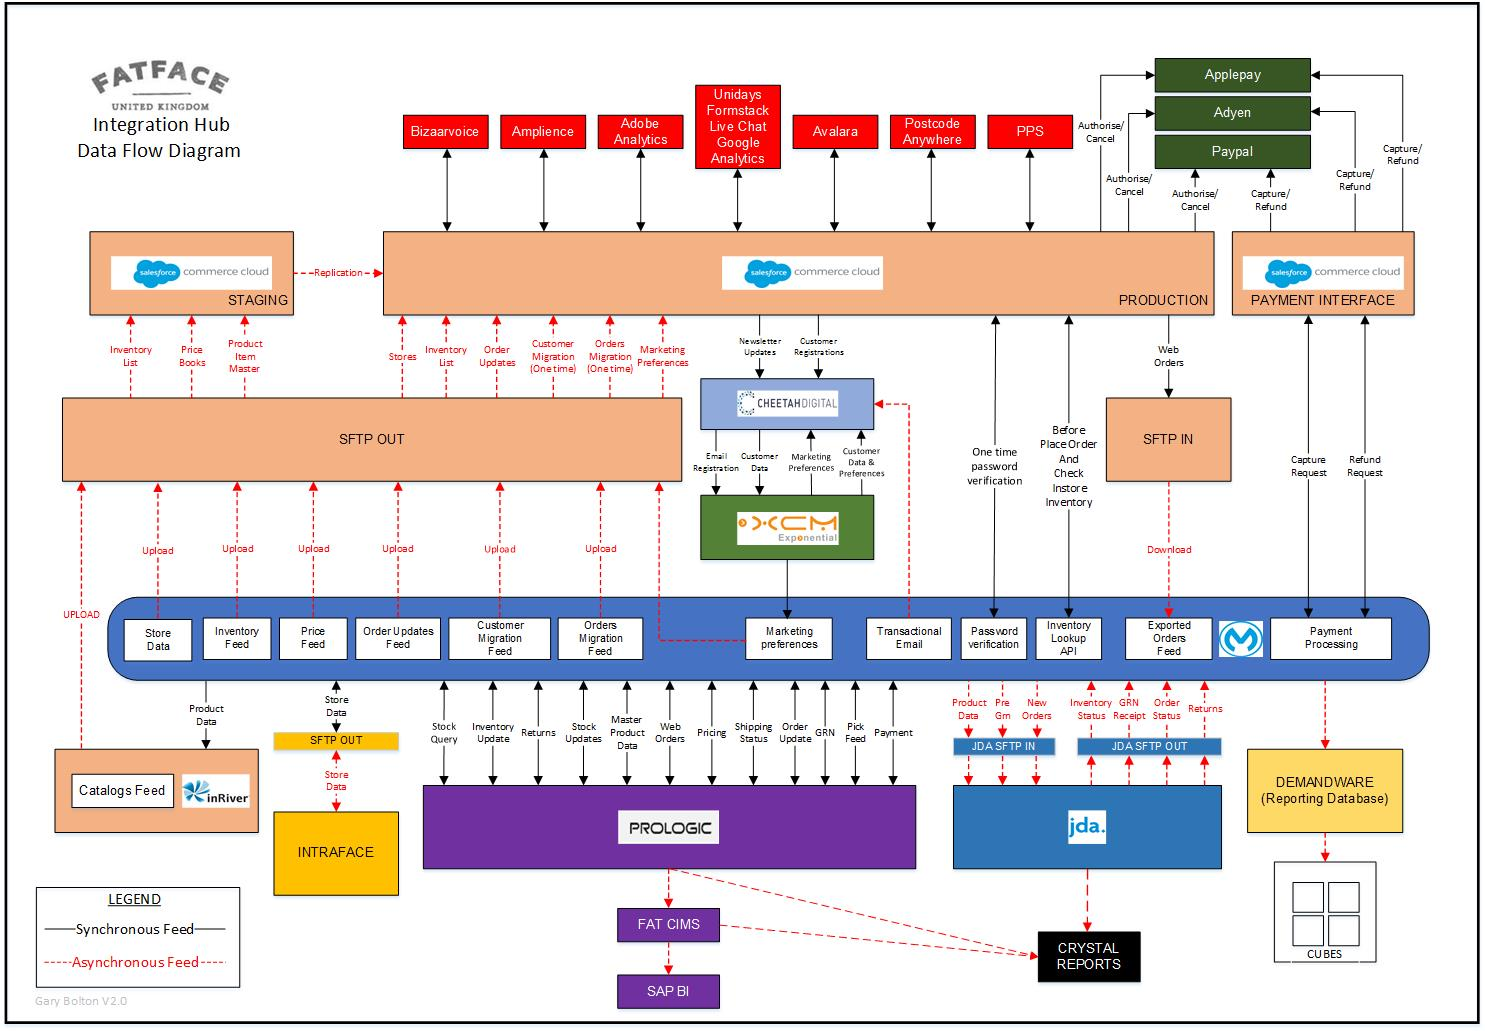 FATFACE
UNITED KINGDOM
Integration Hub
Data Flow Diagram
Bizaarvoice
Amplience
Adobe
Analytics
Unidays
Formstack
Live Chat
Google
Analytics
Avalara
Postcode
Anywhere
PPS
Applepay
Adyen
Paypal
Authorise/
Cancel
Authorise/
Cancel
Authorise/
Cancel
Capture/
Refund
Capture/
Refund
Capture/
Refund
salesforce commerce cloud
STAGING
Replication
salesforce commerce cloud
PRODUCTION
salesforce commerce cloud
PAYMENT INTERFACE
Inventory
List
Price
Books
Product
Item
Master
Stores
Inventory
List
Order
Updates
Customer
Migration
(One time)
Orders
Migration
(One time)
Marketing
Preferences
Newsletter
Updates
Customer
Registrations
Web
Orders
SFTP OUT
CHEETAHDIGITAL
SFTP IN
Email
Registration
Customer
Data
Marketing
Preferences
Customer
Data &
Preferences
One time
password
verification
Before
Place Order
And
Check
Instore
Inventory
Capture
Request
Refund
Request
XCM
Exponential
Upload
Upload
Upload
Upload
Upload
Upload
Download
UPLOAD
Store
Data
Inventory
Feed
Price
Feed
Order Updates
Feed
Customer
Migration
Feed
Orders
Migration
Feed
Marketing
preferences
Transactional
Email
Password
verification
Inventory
Lookup
API
Exported
Orders
Feed
Payment
Processing
Product
Data
Store
Data
SFTP OUT
Store
Data
Stock
Query
Inventory
Update
Returns
Stock
Updates
Master
Product
Data
Web
Orders
Pricing
Shipping
Status
Order
Update
GRN
Pick
Feed
Payment
Product
Data
Pre
Grn
New
Orders
Inventory
Status
GRN
Receipt
Order
Status
Returns
JDA SFTP IN
JDA SFTP OUT
Catalogs Feed
inRiver
INTRAFACE
PROLOGIC
jda.
DEMANDWARE
(Reporting Database)
FAT CIMS
SAP BI
CRYSTAL
REPORTS
CUBES
LEGEND
Synchronous Feed
Asynchronous Feed
Gary Bolton V2.0